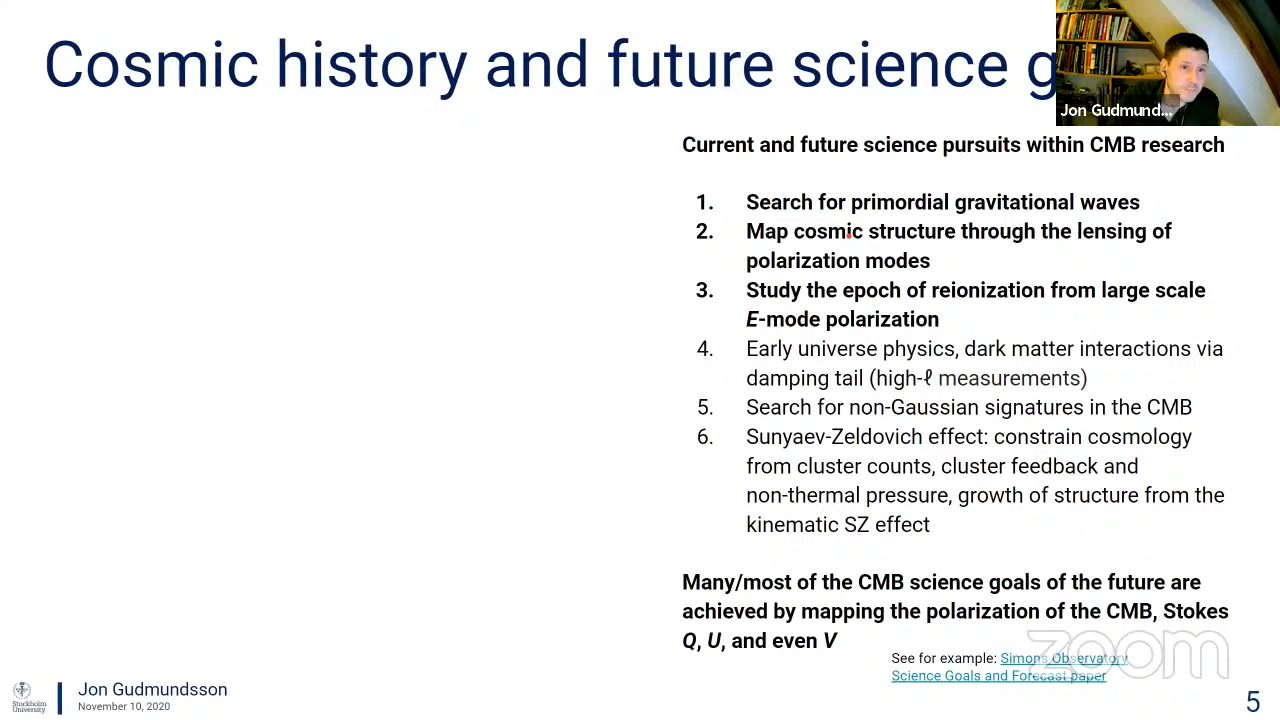 Cosmic history and future science g
Jon Gudmund...
Current and future science pursuits within CMB research
1. Search for primordial gravitational waves
2. Map cosmic structure through the lensing of
polarization modes
3. Study the epoch of reionization from large scale
E-mode polarization
4. Early universe physics, dark matter interactions via
damping tail (high-ℓ measurements)
5. Search for non-Gaussian signatures in the CMB
6. Sunyaev-Zeldovich effect: constrain cosmology
from cluster counts, cluster feedback and
non-thermal pressure, growth of structure from the
kinematic SZ effect
Many/most of the CMB science goals of the future are
achieved by mapping the polarization of the CMB, Stokes
Q, U, and even V
zoom
See for example: Simons Observatory
Science Goals and Forecast paper
Stockholm
University
Jon Gudmundsson
November 10, 2020
5